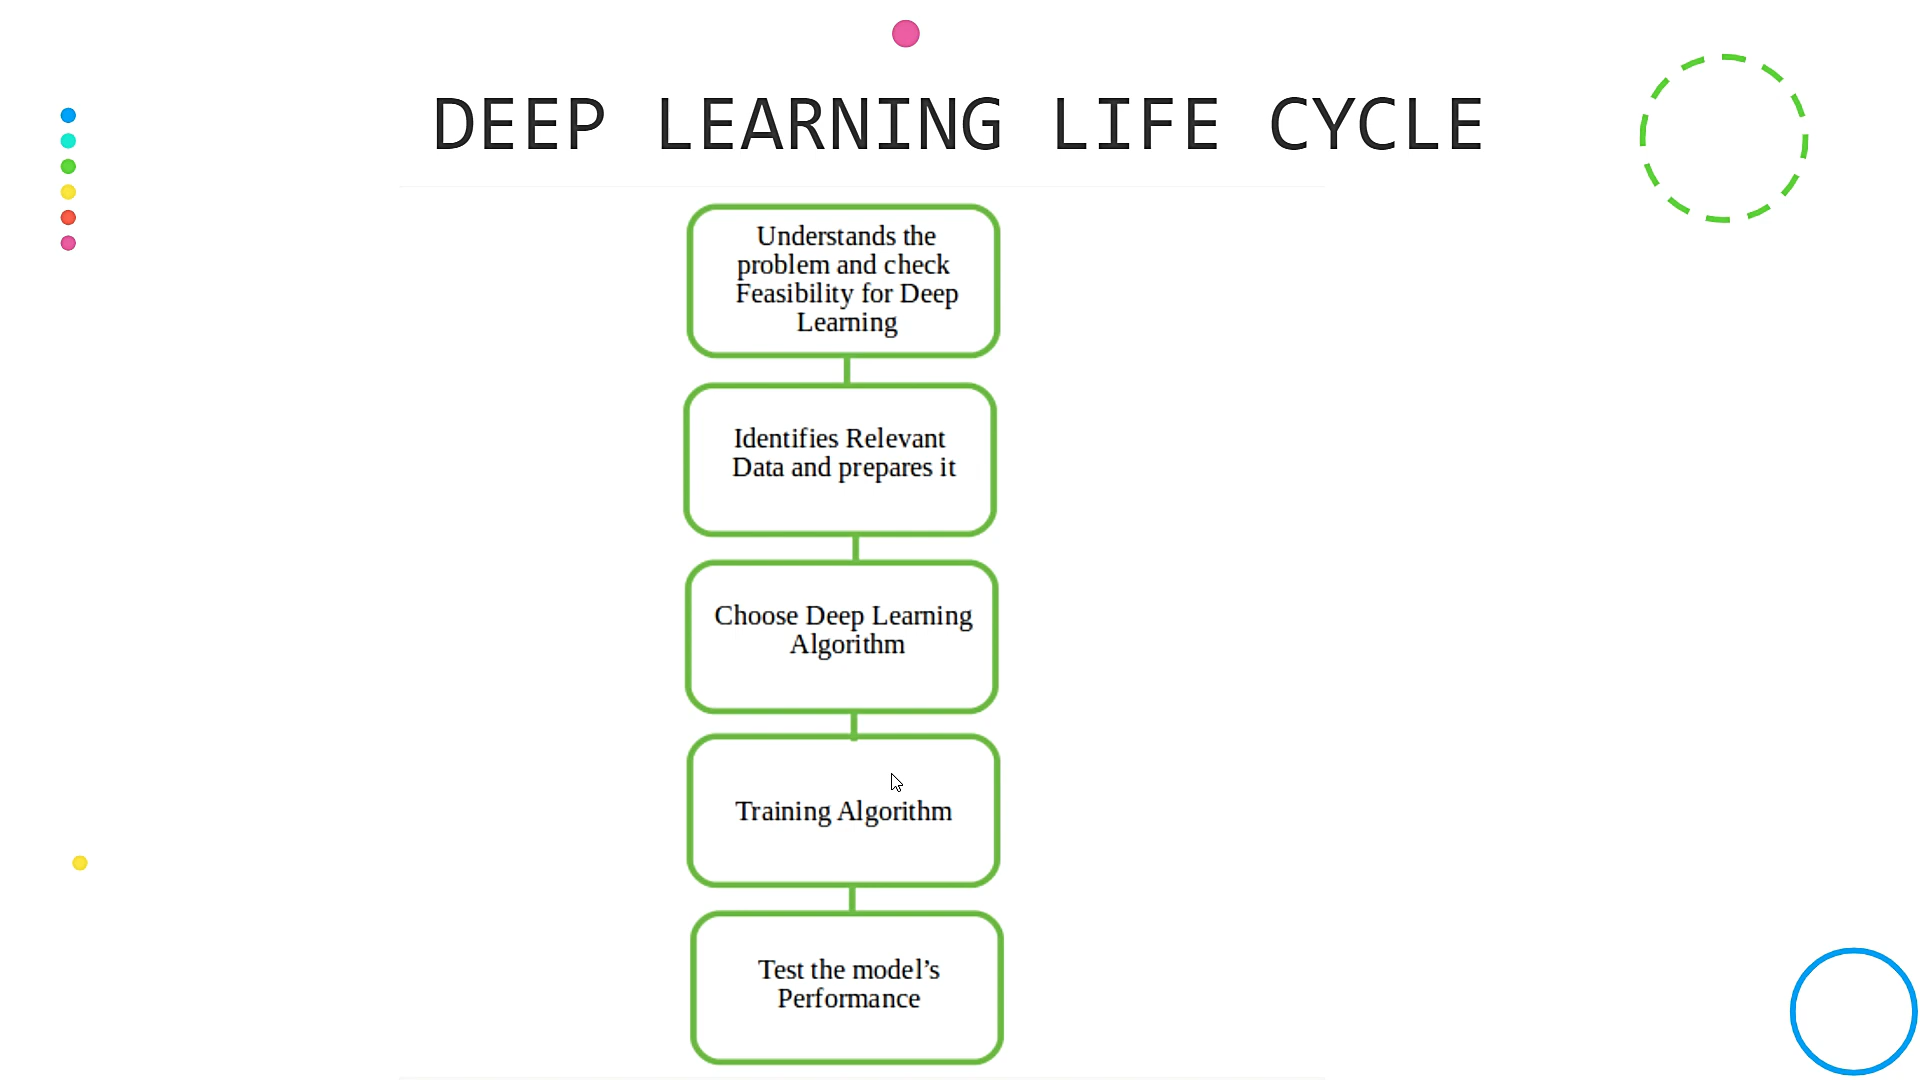 DEEP LEARNING LIFE CYCLE
Understands the
problem and check
Feasibility for Deep
Learning
Identifies Relevant
Data and prepares it
Choose Deep Learning
Algorithm
Training Algorithm
Test the model’s
Performance